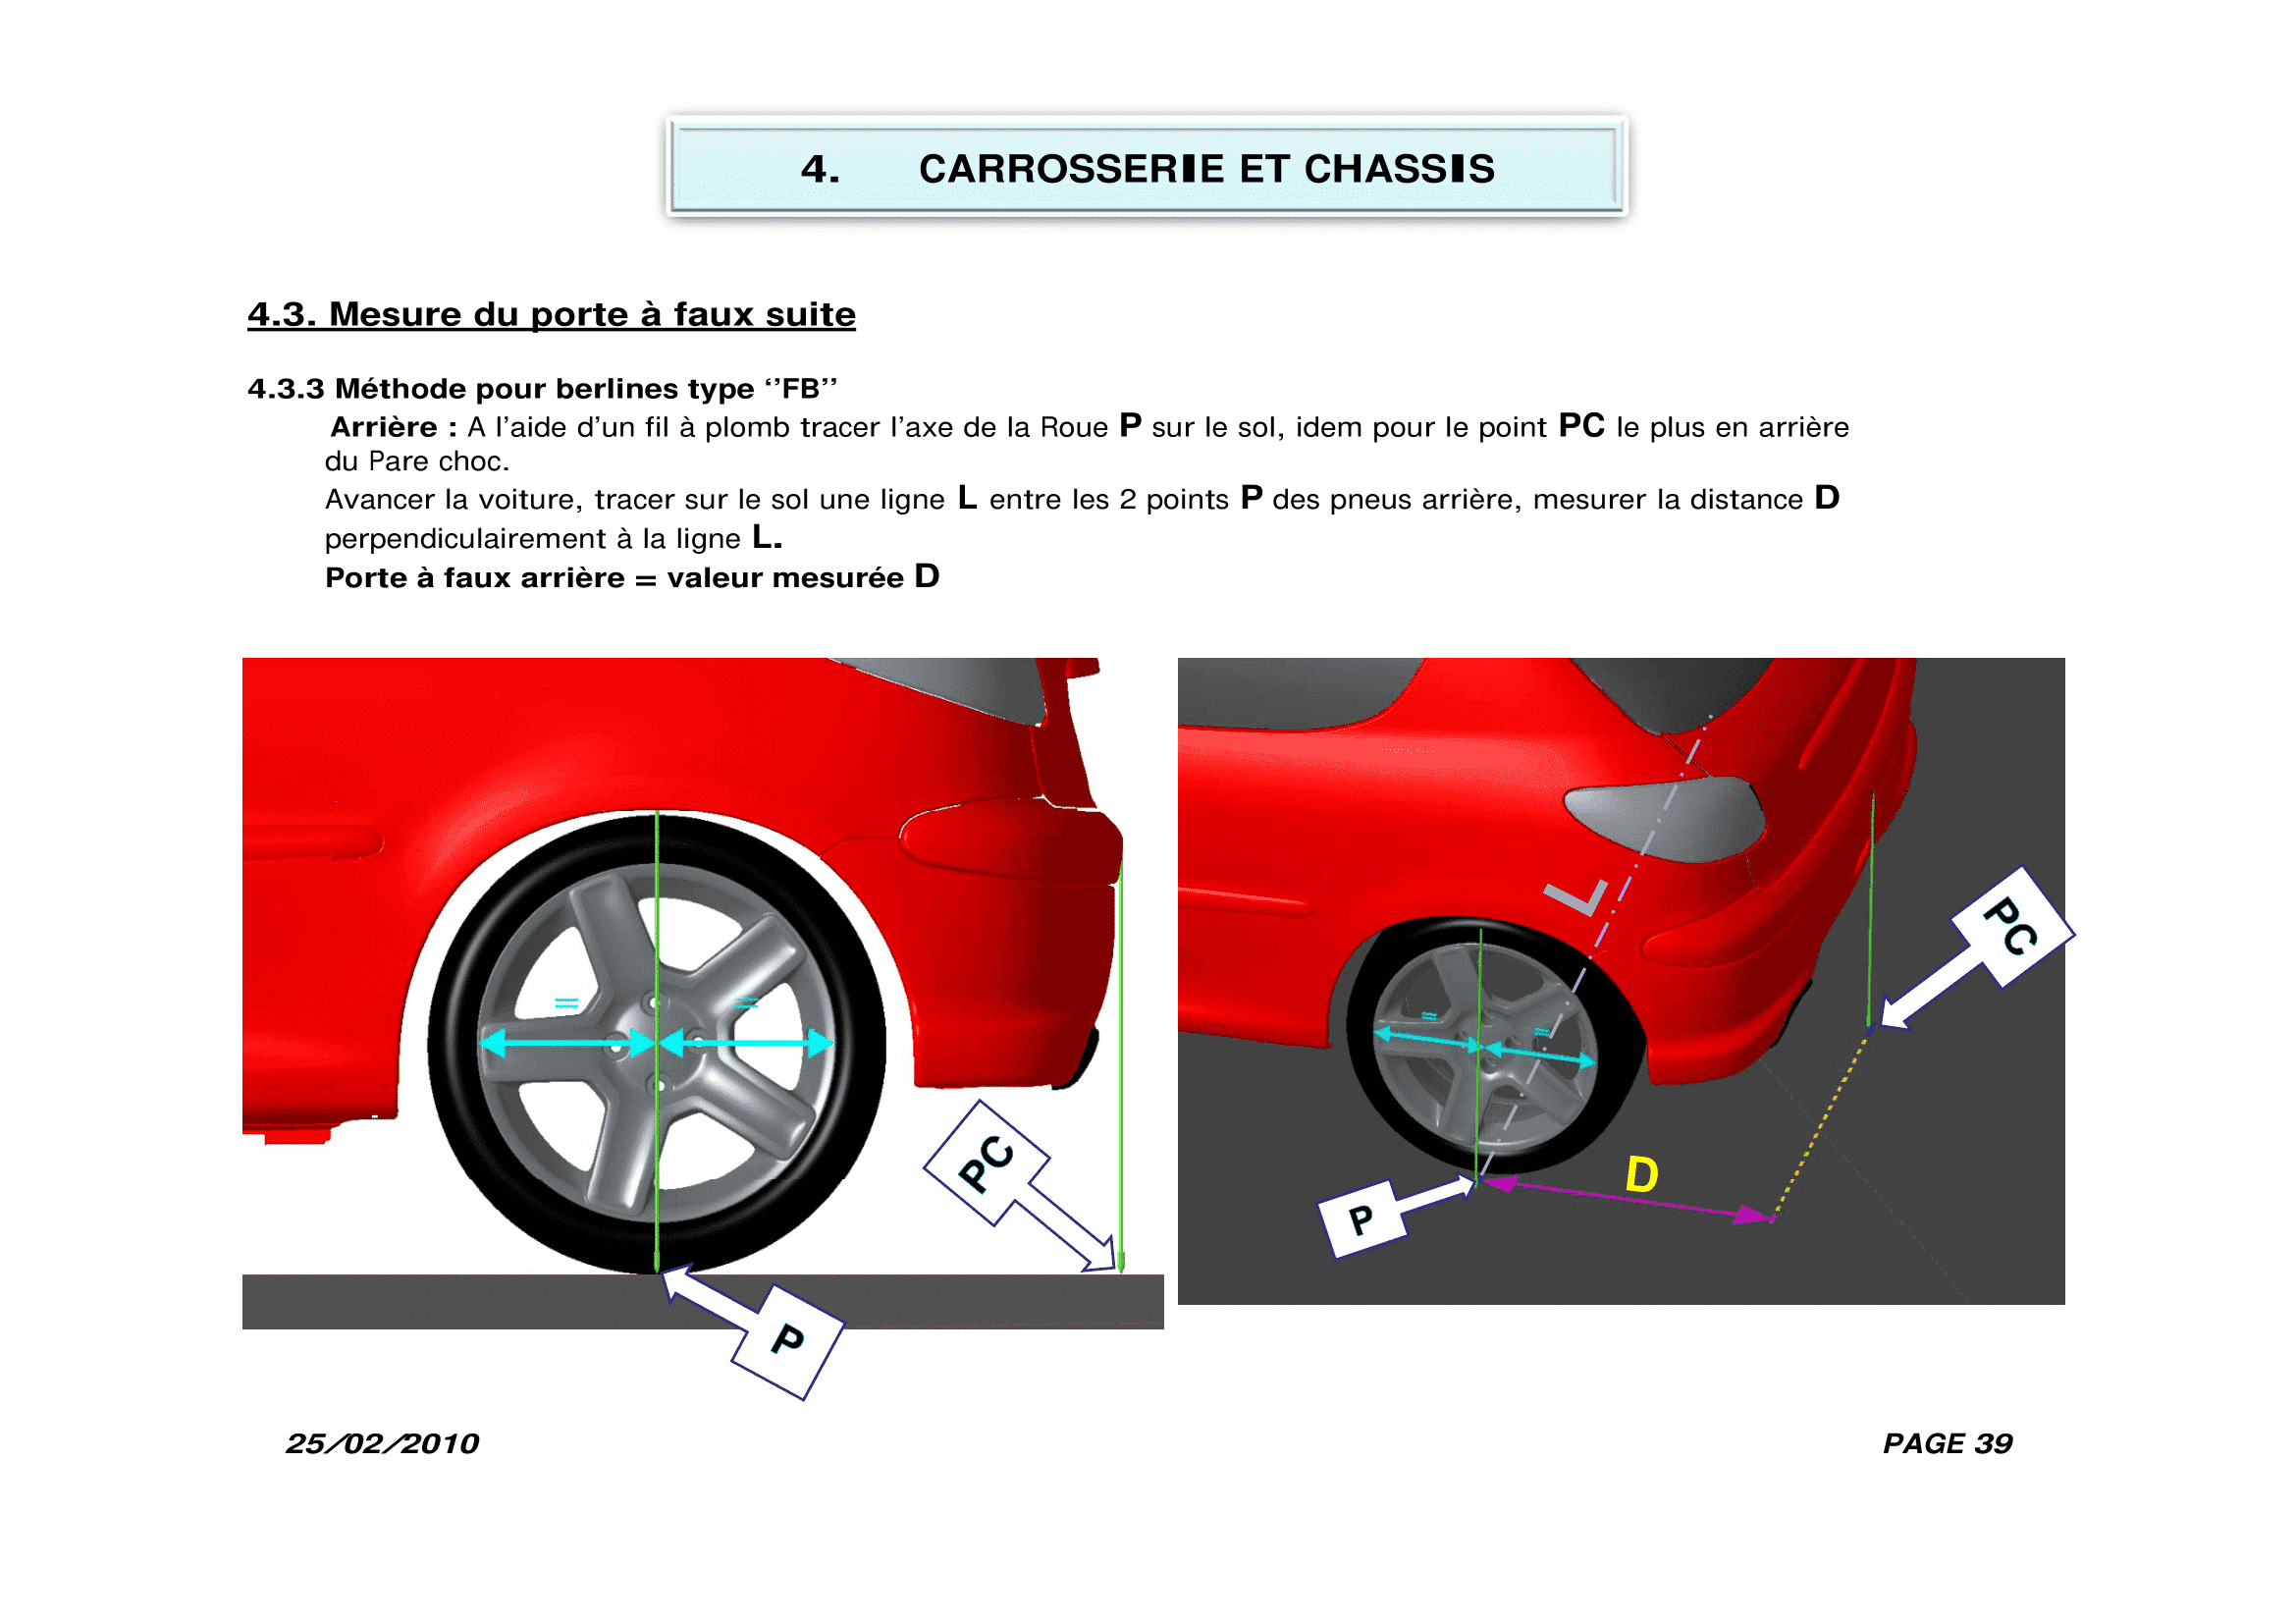 4. CARROSSERIE ET CHASSIS
4.3. Mesure du porte à faux suite
4.3.3 Méthode pour berlines type ‘’FB’’
Arrière : A l’aide d’un fil à plomb tracer l’axe de la Roue P sur le sol, idem pour le point PC le plus en arrière
du Pare choc.
Avancer la voiture, tracer sur le sol une ligne L entre les 2 points P des pneus arrière, mesurer la distance D
perpendiculairement à la ligne L.
Porte à faux arrière = valeur mesurée D
=
=
PC
P
L
=
=
PC
D
P
25/02/2010
PAGE 39